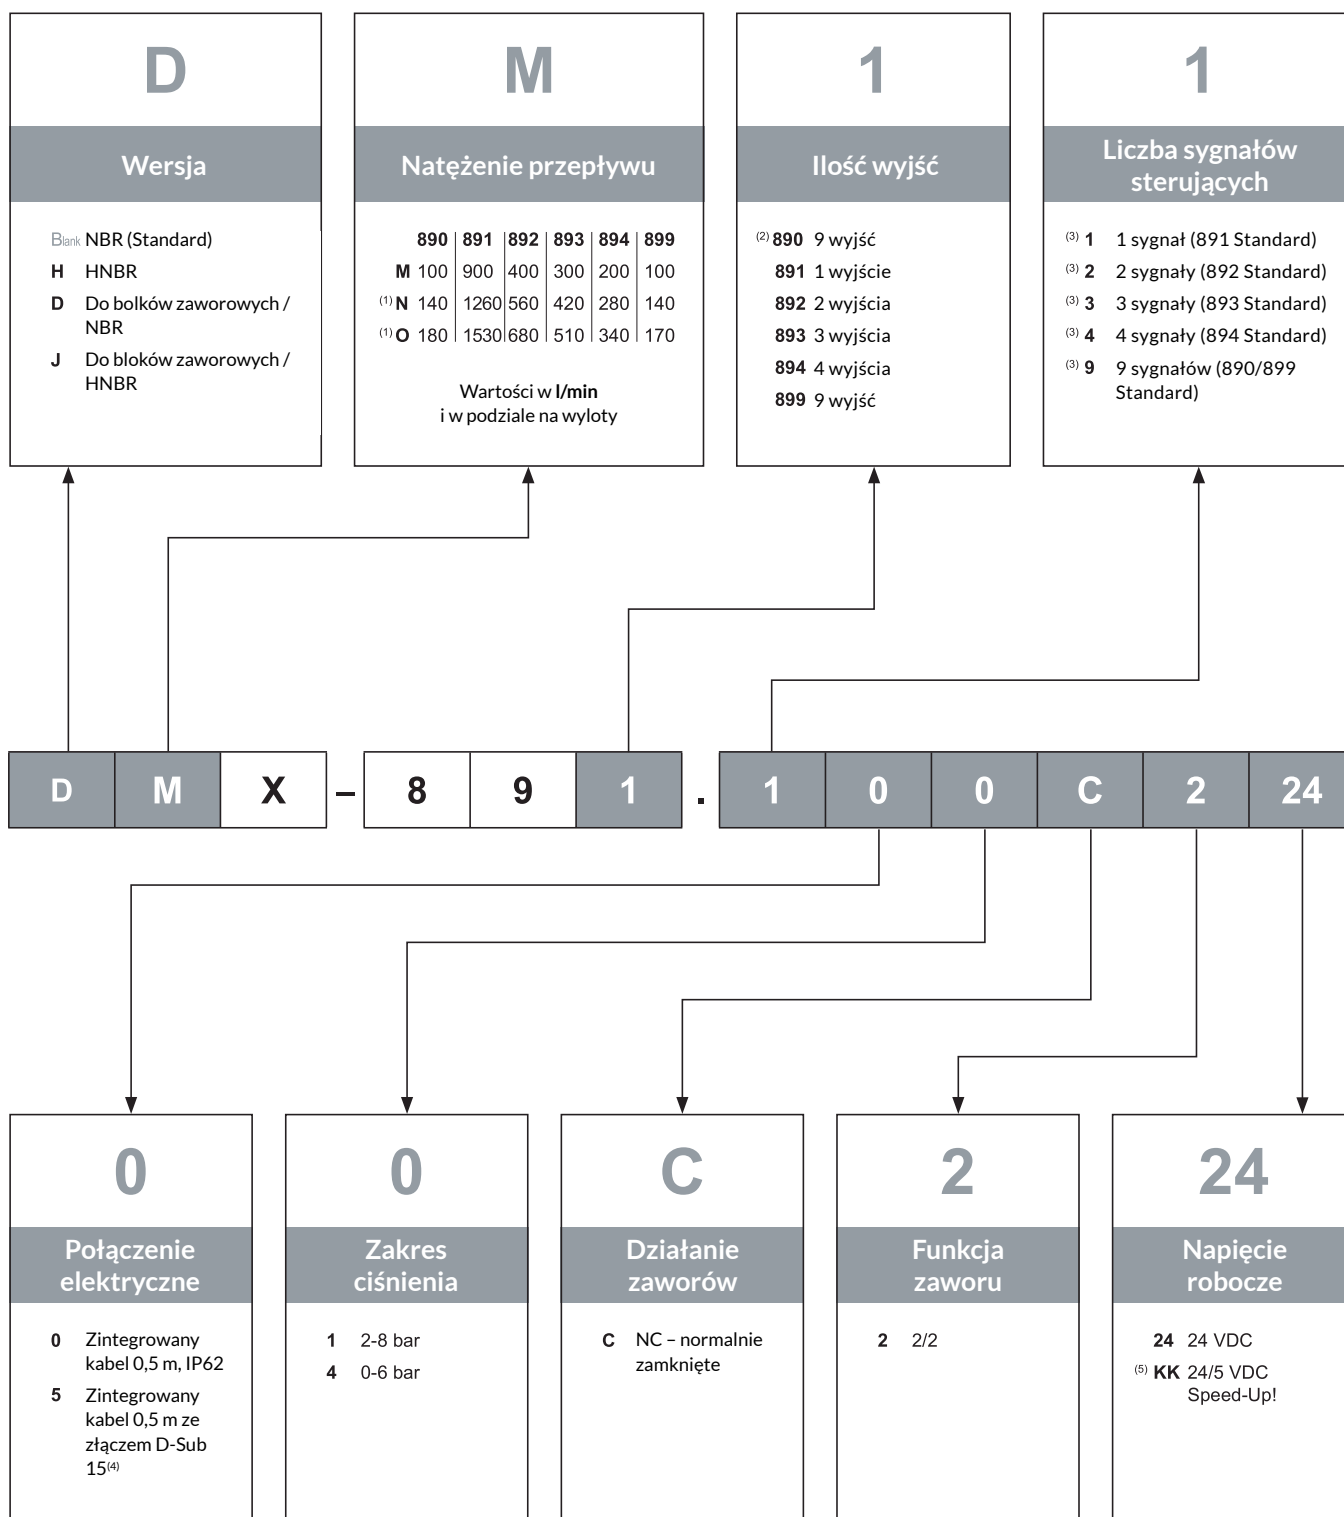 D
Wersja
Blank NBR (Standard)
H HNBR
D Do bolków zaworowych /
NBR
J Do bloków zaworowych /
HNBR
M
Natężenie przepływu
890 891 892 893 894 899
M 100 900 400 300 200 100
(1) N 140 1260 560 420 280 140
(1) O 180 1530 680 510 340 170
Wartości w l/min
i w podziale na wyloty
1
Ilość wyjść
(2) 890 9 wyjść
891 1 wyjście
892 2 wyjścia
893 3 wyjścia
894 4 wyjścia
899 9 wyjść
1
Liczba sygnałów
sterujących
(3) 1 1 sygnał (891 Standard)
(3) 2 2 sygnały (892 Standard)
(3) 3 3 sygnały (893 Standard)
(3) 4 4 sygnały (894 Standard)
(3) 9 9 sygnałów (890/899
Standard)
D M X – 8 9 1 . 1 0 0 C 2 24
0
Połączenie
elektryczne
0 Zintegrowany
kabel 0,5 m, IP62
5 Zintegrowany
kabel 0,5 m ze
złączem D-Sub
15(4)
0
Zakres
ciśnienia
1 2-8 bar
4 0-6 bar
C
Działanie
zaworów
C NC – normalnie
zamknięte
2
Funkcja
zaworu
2 2/2
24
Napięcie
robocze
24 24 VDC
(5) KK 24/5 VDC
Speed-Up!